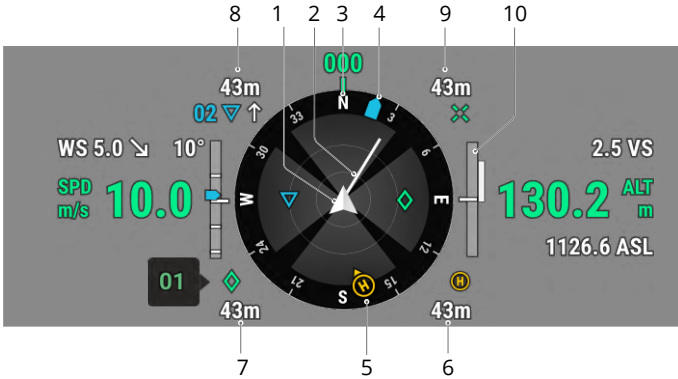 8 1 2 3 4 9 10
000
43m 43m
02
N
33 3
WS 5.0 10° 30 6 2.5 VS
SPD ALT
10.0 W E 130.2
m/s m
24 12 1126.6 ASL
01 21 S H 15 H
43m 43m
7 5 6